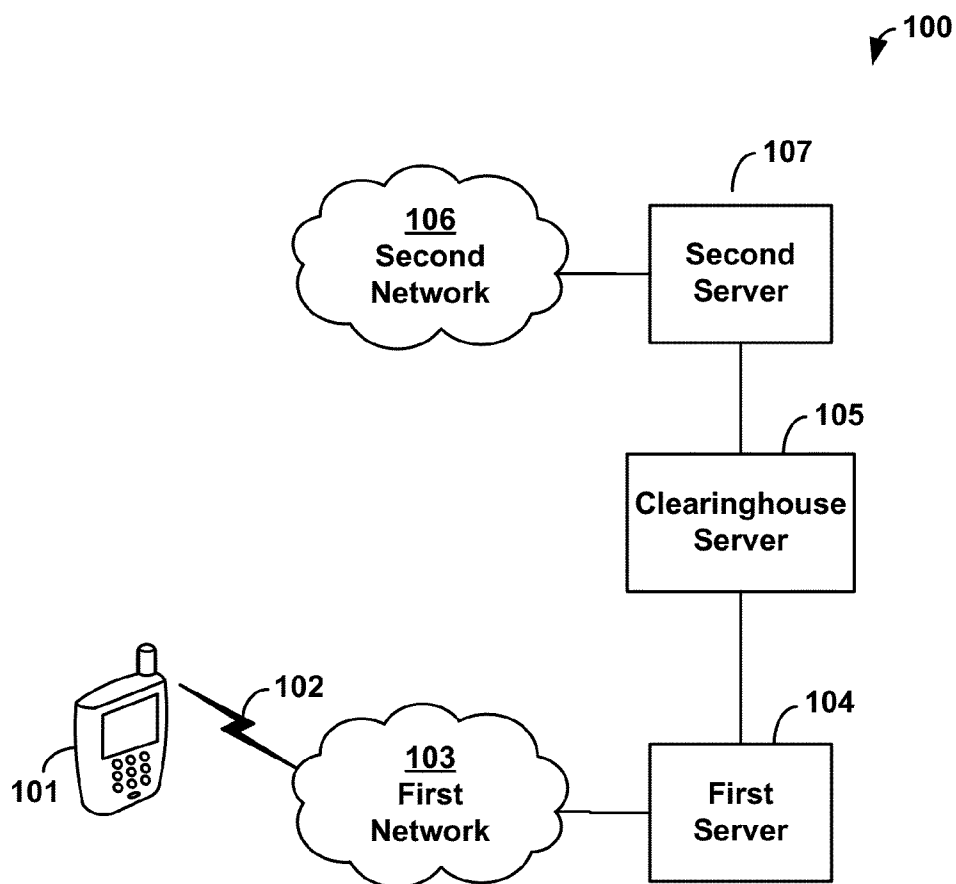 100
107
106
Second
Network
Second
Server
105
Clearinghouse
Server
102
104
101
103
First
Network
First
Server